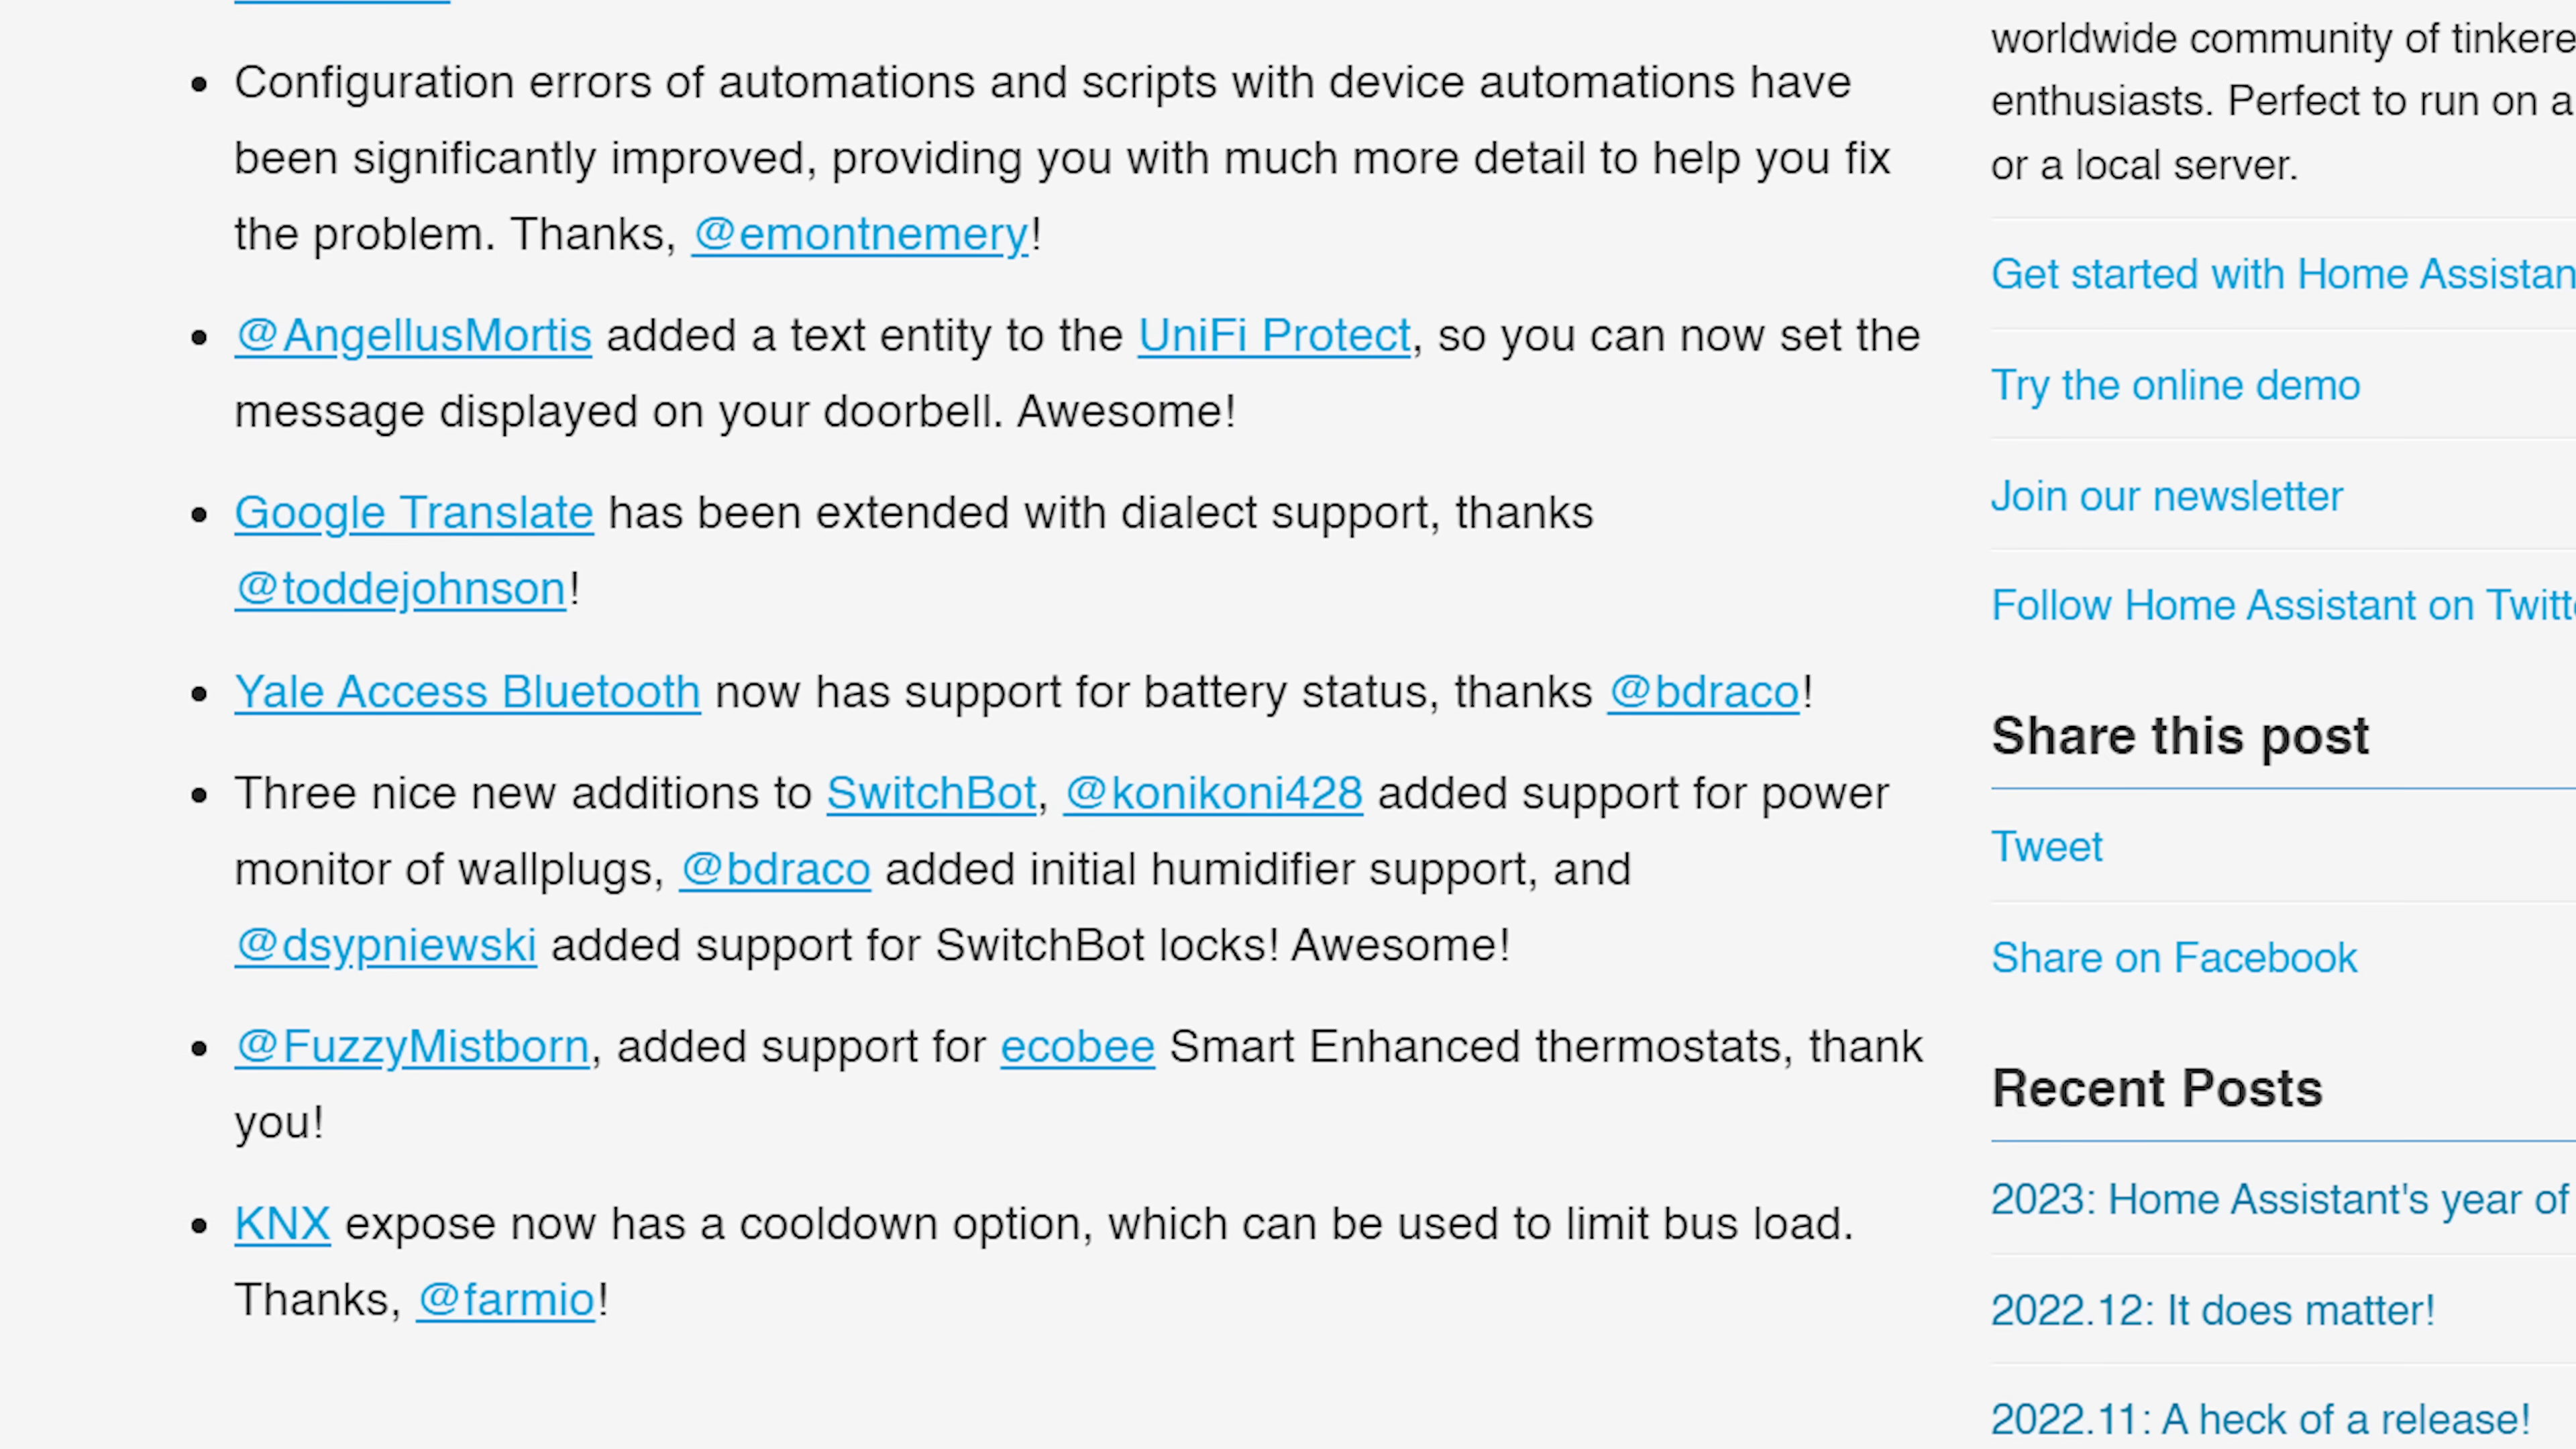 Configuration errors of automations and scripts with device automations have
been significantly improved, providing you with much more detail to help you fix
the problem. Thanks, @emontnemery!
@AngellusMortis added a text entity to the UniFi Protect, so you can now set the
message displayed on your doorbell. Awesome!
Google Translate has been extended with dialect support, thanks
@toddejohnson!
Yale Access Bluetooth now has support for battery status, thanks @bdraco!
Three nice new additions to SwitchBot, @konikoni428 added support for power
monitor of wallplugs, @bdraco added initial humidifier support, and
@dsypniewski added support for SwitchBot locks! Awesome!
@FuzzyMistborn, added support for ecobee Smart Enhanced thermostats, thank
you!
KNX expose now has a cooldown option, which can be used to limit bus load.
Thanks, @farmio!
worldwide community of tinkere
enthusiasts. Perfect to run on a
or a local server.
Get started with Home Assistan
Try the online demo
Join our newsletter
Follow Home Assistant on Twitt
Share this post
Tweet
Share on Facebook
Recent Posts
2023: Home Assistant's year of
2022.12: It does matter!
2022.11: A heck of a release!